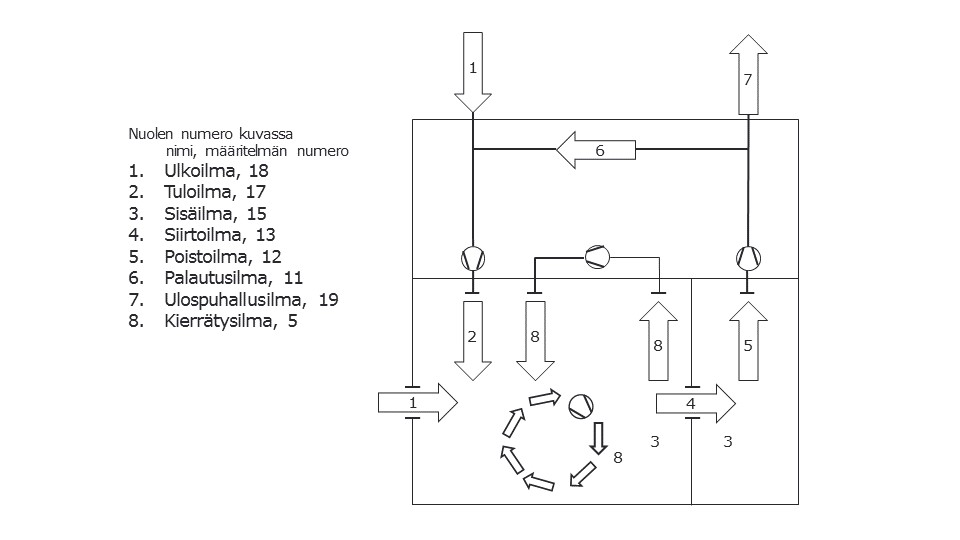 Nuolen numero kuvassa
nimi, määritelmän numero
1. Ulkoilma, 18
2. Tuloilma, 17
3. Sisäilma, 15
4. Siirtoilma, 13
5. Poistoilma, 12
6. Palautusilma, 11
7. Ulospuhallusilma, 19
8. Kierrätysilma, 5
1
7
6
2
8
8
5
1
4
3
3
8